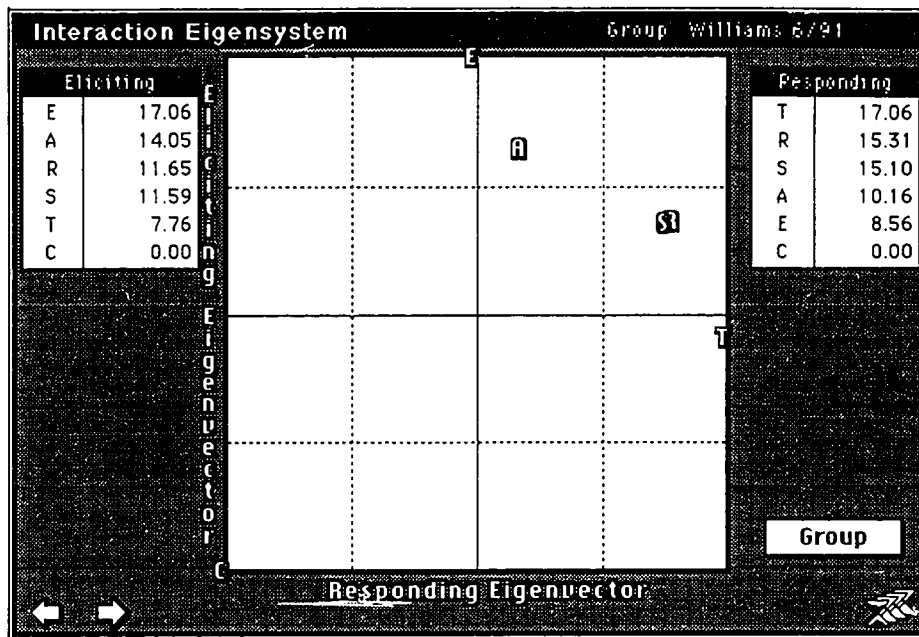 Interaction Eigensystem
Group Williams 6/91
Eliciting
E 17.06
A 14.05
R 11.65
S 11.59
T 7.76
C 0.00
Eliciting Eigenvector
E
A
T
C
Responding Eigenvector
Responding
T 17.06
R 15.31
S 15.10
A 10.16
E 8.56
C 0.00
Group